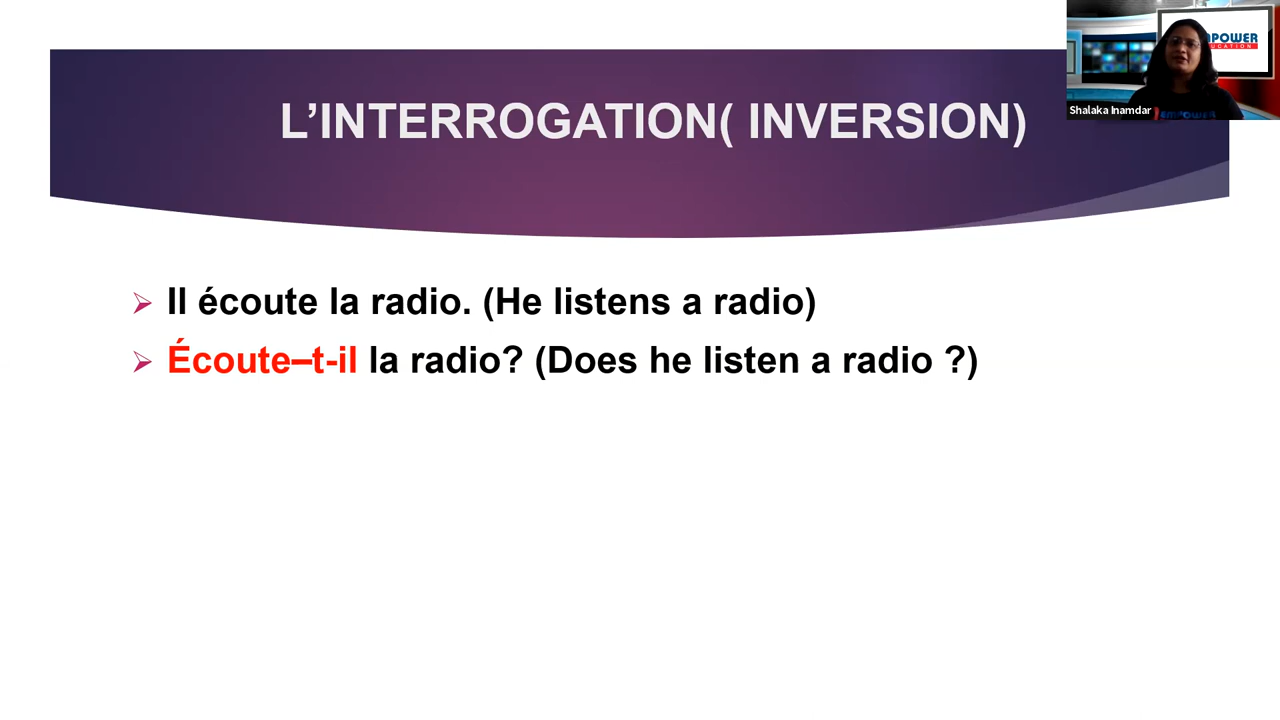 L'INTERROGATION( INVERSION)
Il écoute la radio. (He listens a radio)
Écoute–t-il la radio? (Does he listen a radio ?)
Shalaka Inamdar